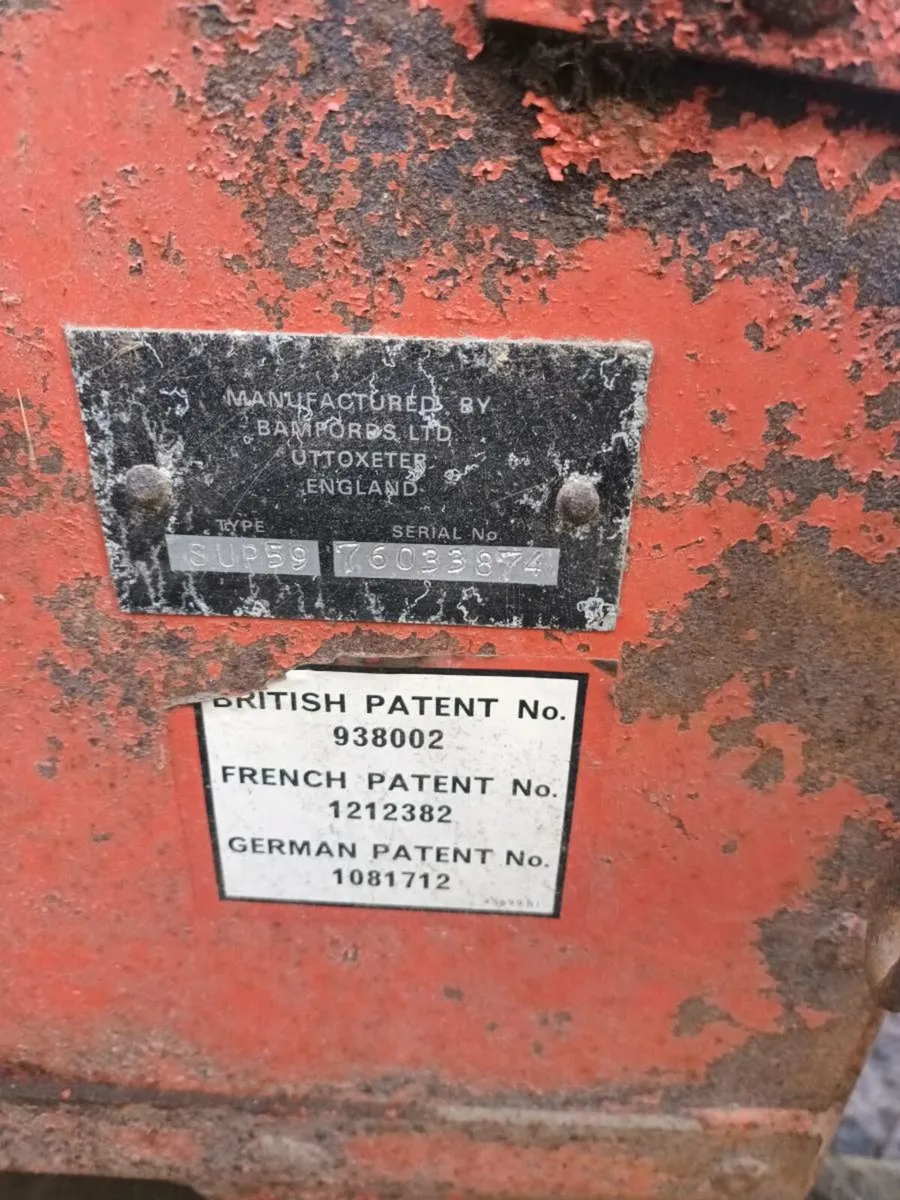 MANUFACTURED BY
BAMFORDS LTD
UTTOXETER
ENGLAND
TYPE SERIAL No
SUP59 76033874
BRITISH PATENT No.
938002
FRENCH PATENT No.
1212382
GERMAN PATENT No.
1081712